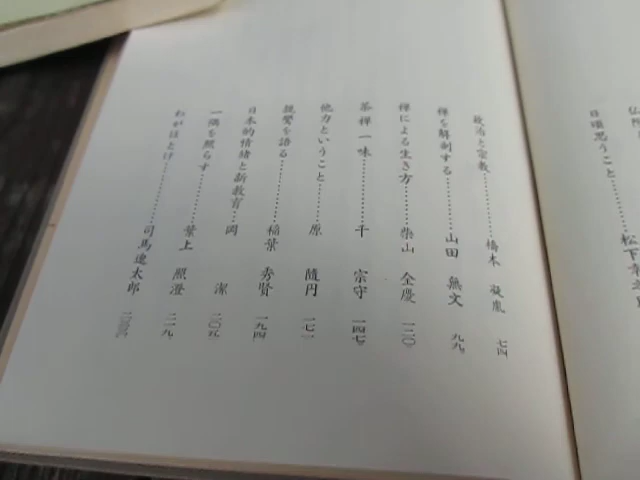 日頃思うこと……松下幸之
政治と宗教………橋本 凝胤 七四
禅を解剖する………山田 無文 九九
禅による生き方……柴山 全慶 一二〇
茶禅一味………千 宗守 一四七
他力ということ……原 随円 一七一
親鸞を語る………稲葉 秀賢 一九四
日本的情緒と新教育…岡 潔 二〇五
一隅を照らす………葉上 照澄 二一九
わがほとけ………司馬遼太郎